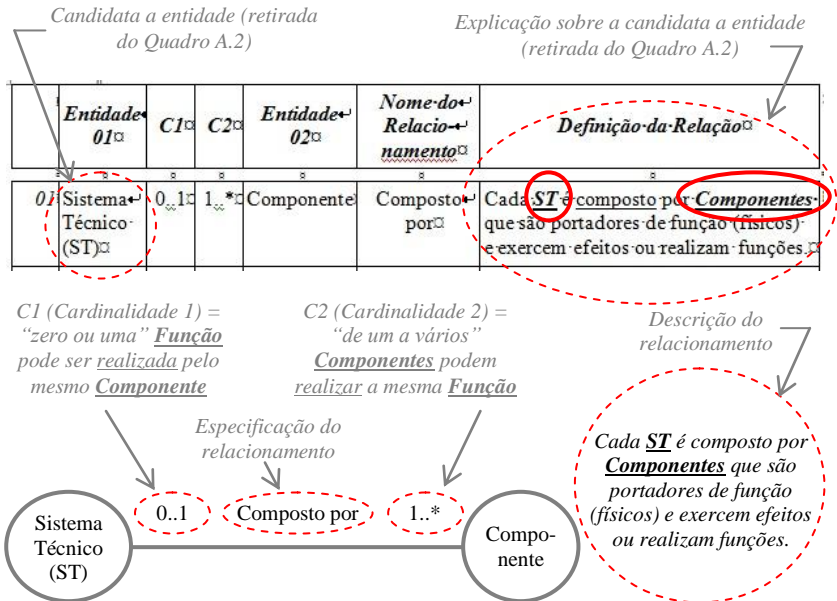 Candidata a entidade (retirada
do Quadro A.2)
Explicação sobre a candidata a entidade
(retirada do Quadro A.2)
Entidade↵
01¤
C1¤
C2¤
Entidade↵
02¤
Nome·do↵
Relacio-↵
namento¤
Definição·da·Relação¤
01
Sistema↵
Técnico·
(ST)¤
0..1¤
1..*¤
Componente
Composto↵
por¤
Cada·ST·é·composto·por·Componentes·
que·são·portadores·de·função·(físicos)·
e·exercem·efeitos·ou·realizam·funções.¤
C1 (Cardinalidade 1) =
“zero ou uma” Função
pode ser realizada pelo
mesmo Componente
C2 (Cardinalidade 2) =
“de um a vários”
Componentes podem
realizar a mesma Função
Descrição do
relacionamento
Especificação do
relacionamento
Cada ST é composto por
Componentes que são
portadores de função
(físicos) e exercem efeitos
ou realizam funções.
Sistema
Técnico
(ST)
0..1
Composto por
1..*
Compo-
nente